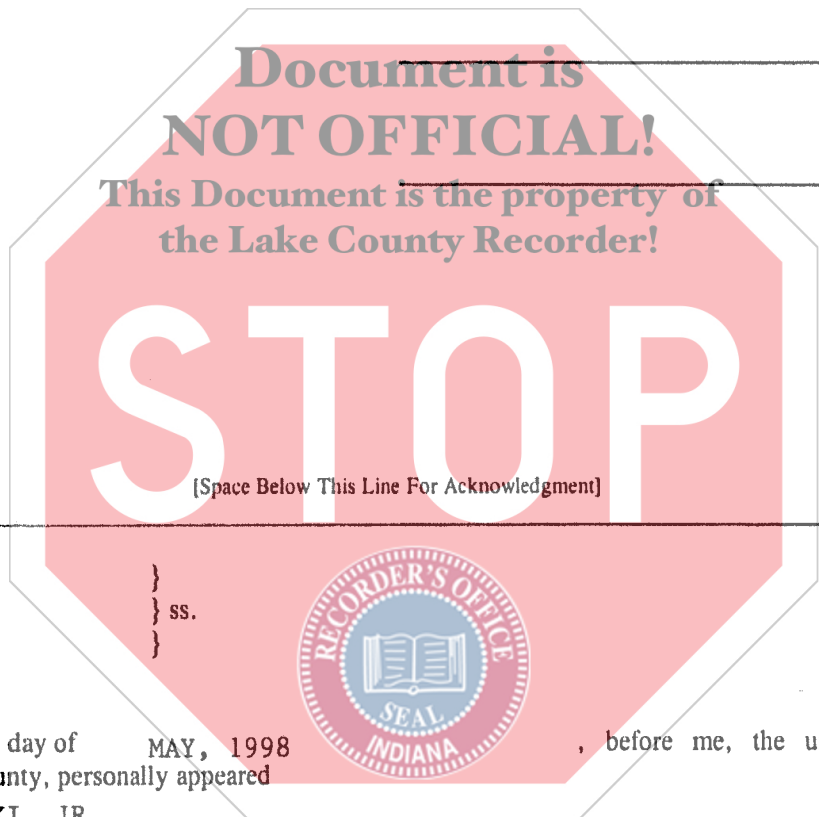 Document is
NOT OFFICIAL!
This Document is the property of
the Lake County Recorder!
STOP
[Space Below This Line For Acknowledgment]
}
} ss.
}
RECORDER'S OFFICE
SEAL
INDIANA
day of MAY, 1998 , before me, the u
unty, personally appeared
JR